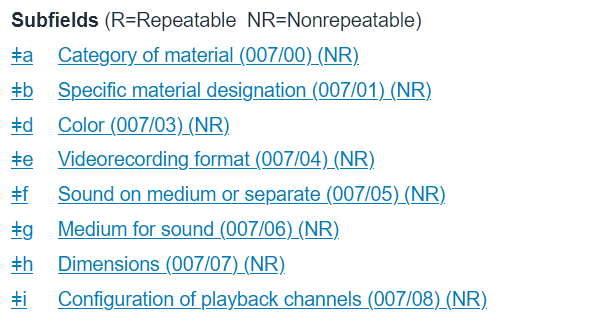 Subfields (R=Repeatable NR=Nonrepeatable)
ǂa Category of material (007/00) (NR)
ǂb Specific material designation (007/01) (NR)
ǂd Color (007/03) (NR)
ǂe Videorecording format (007/04) (NR)
ǂf Sound on medium or separate (007/05) (NR)
ǂg Medium for sound (007/06) (NR)
ǂh Dimensions (007/07) (NR)
ǂi Configuration of playback channels (007/08) (NR)